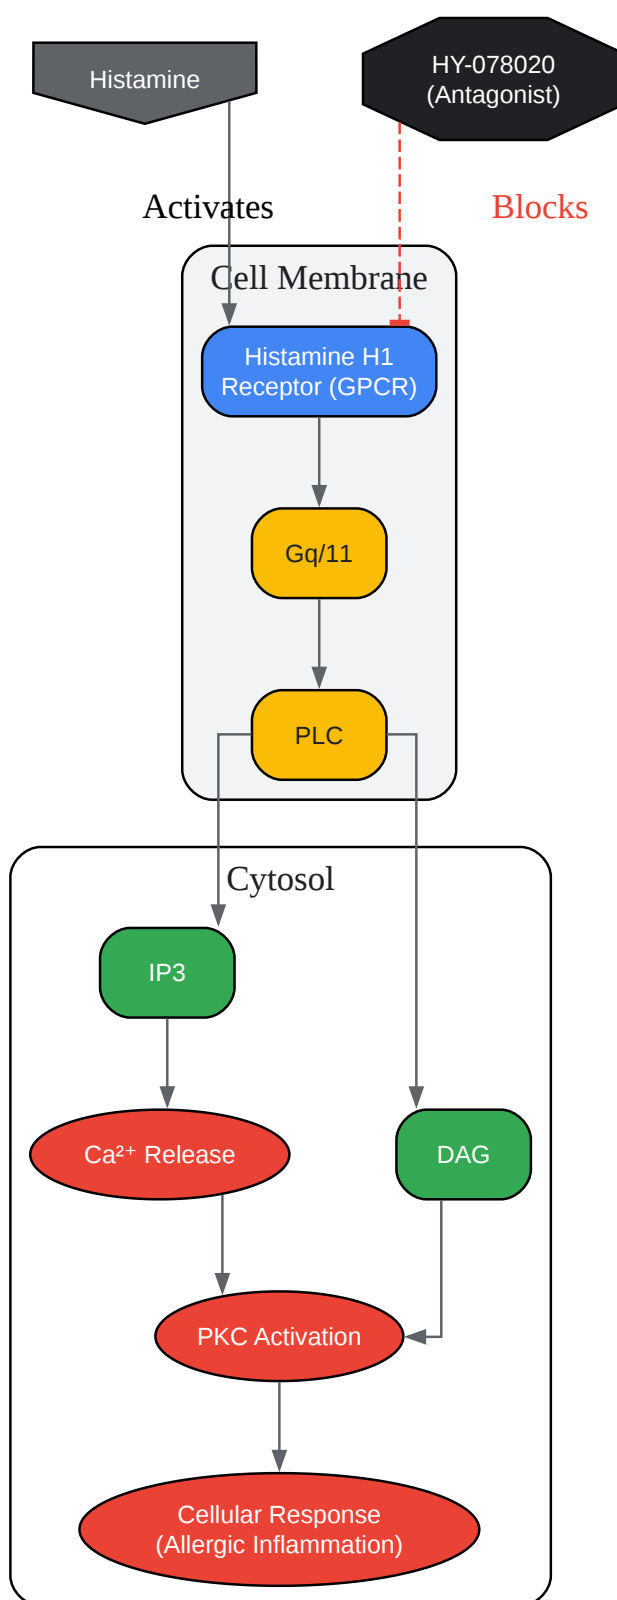 Histamine
HY-078020
(Antagonist)
Activates
Blocks
Cell Membrane
Histamine H1
Receptor (GPCR)
Gq/11
PLC
Cytosol
IP3
Ca²⁺ Release
DAG
PKC Activation
Cellular Response
(Allergic Inflammation)